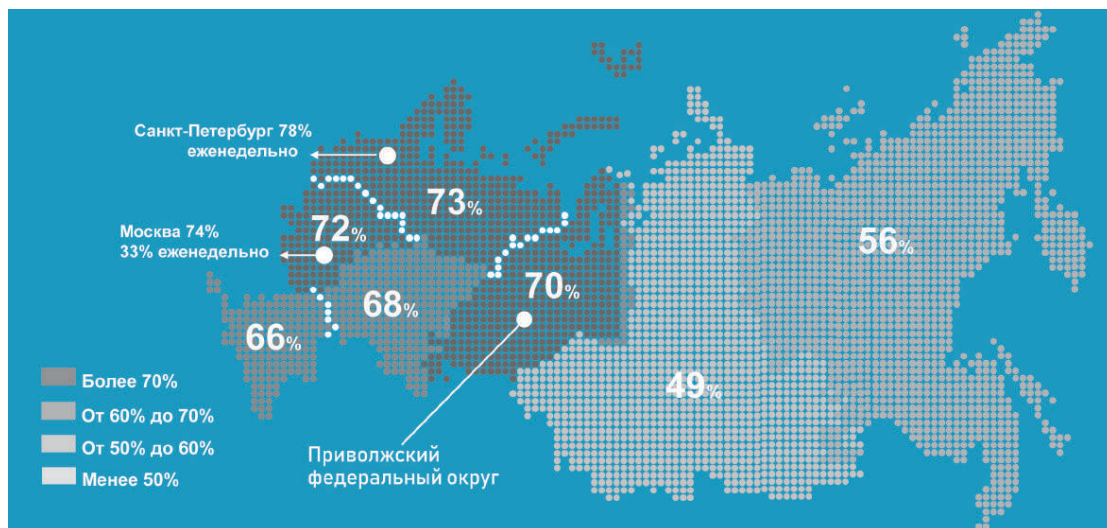 Санкт-Петербург 78%
еженедельно
73%
72%
Москва 74%
33% еженедельно
56%
70%
68%
66%
49%
Более 70%
От 60% до 70%
От 50% до 60%
Менее 50%
Приволжский
федеральный округ